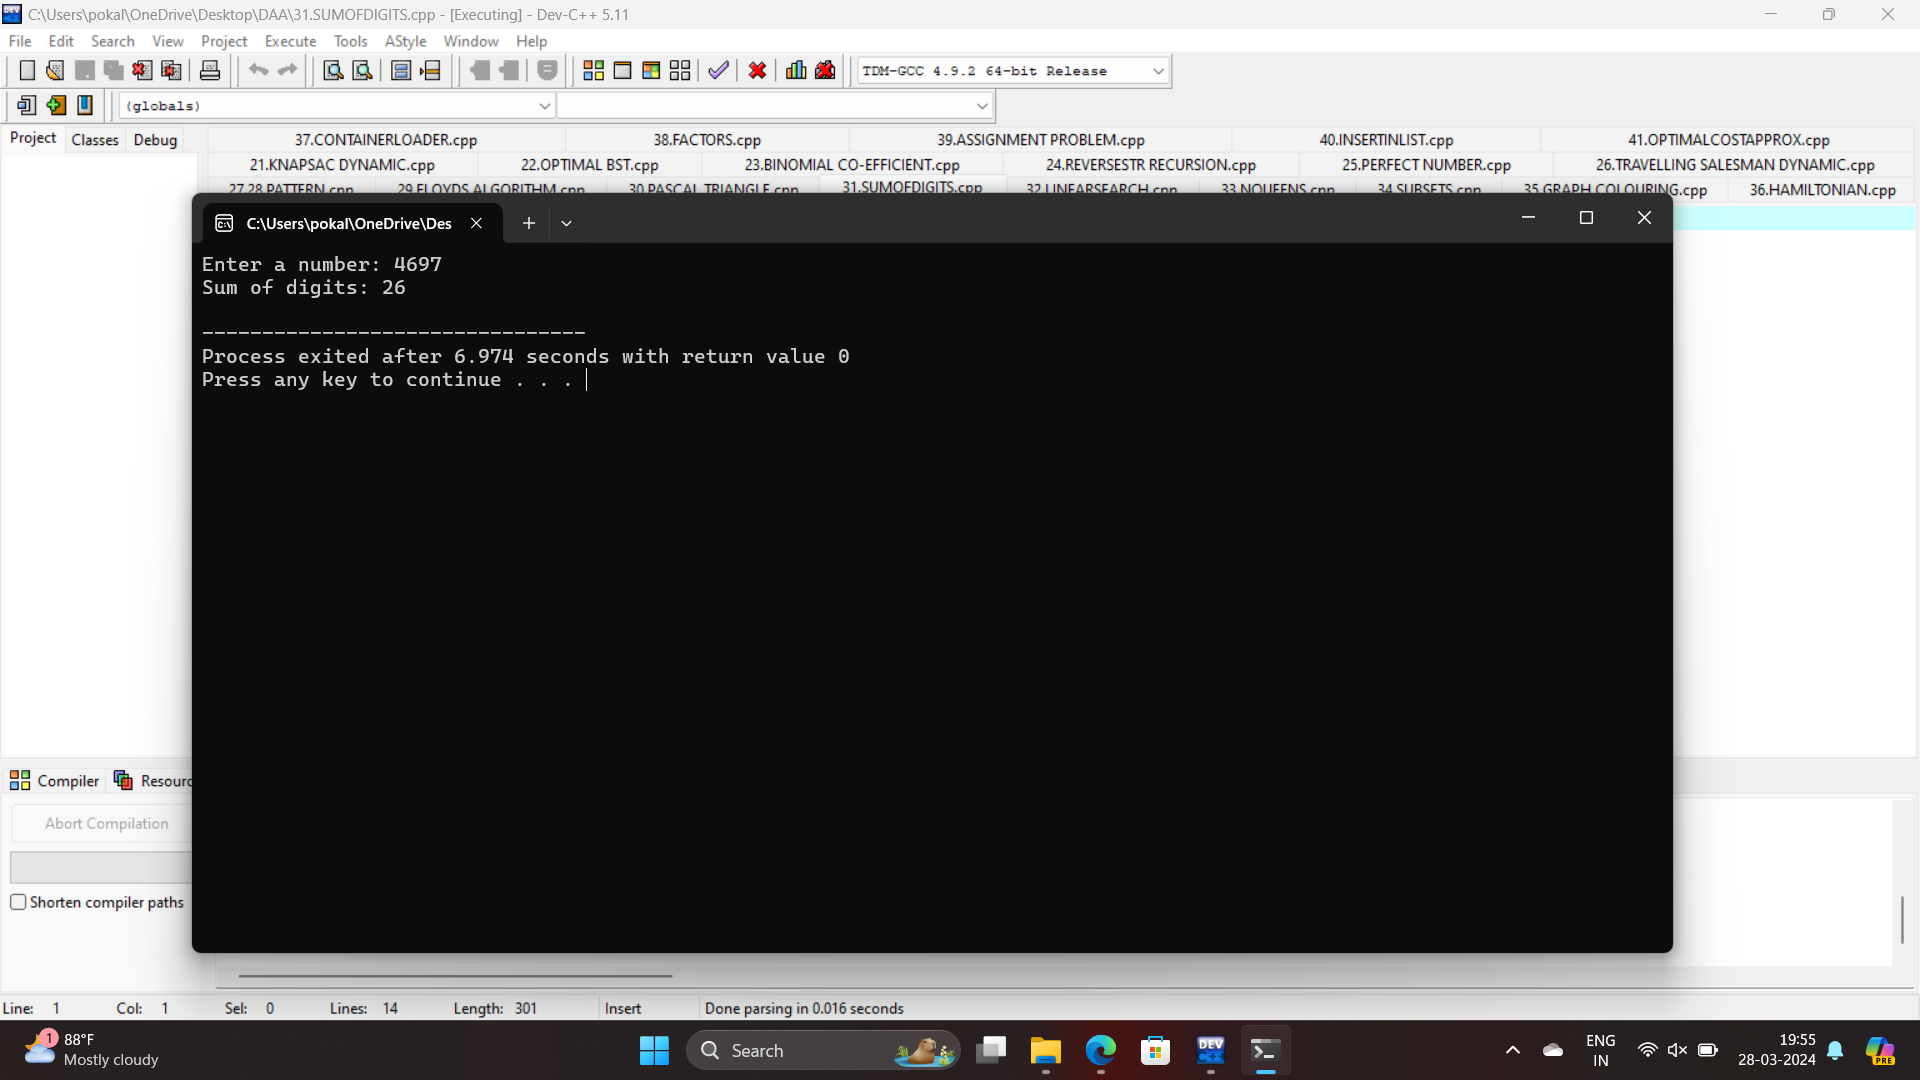 C:\Users\pokal\OneDrive\Desktop\DAA\31.SUMOFDIGITS.cpp - [Executing] - Dev-C++ 5.11
File Edit Search View Project Execute Tools AStyle Window Help
TDM-GCC 4.9.2 64-bit Release
(globals)
Project Classes Debug
37.CONTAINERLOADER.cpp 38.FACTORS.cpp 39.ASSIGNMENT PROBLEM.cpp 40.INSERTINLIST.cpp 41.OPTIMALCOSTAPPROX.cpp
21.KNAPSAC DYNAMIC.cpp 22.OPTIMAL BST.cpp 23.BINOMIAL CO-EFFICIENT.cpp 24.REVERSESTR RECURSION.cpp 25.PERFECT NUMBER.cpp 26.TRAVELLING SALESMAN DYNAMIC.cpp
27,28.PATTERN.cpp 29.FLOYDS ALGORITHM.cpp 30.PASCAL TRIANGLE.cpp 31.SUMOFDIGITS.cpp 32.LINEARSEARCH.cpp 33.NQUEENS.cpp 34.SUBSETS.cpp 35.GRAPH COLOURING.cpp 36.HAMILTONIAN.cpp
C:\Users\pokal\OneDrive\Des
Enter a number: 4697
Sum of digits: 26
--------------------------------
Process exited after 6.974 seconds with return value 0
Press any key to continue . . .
Compiler Resourc
Abort Compilation
Shorten compiler paths
Line: 1 Col: 1 Sel: 0 Lines: 14 Length: 301 Insert Done parsing in 0.016 seconds
1
88°F
Mostly cloudy
Search
DEV
ENG
IN
19:55
28-03-2024
PRE